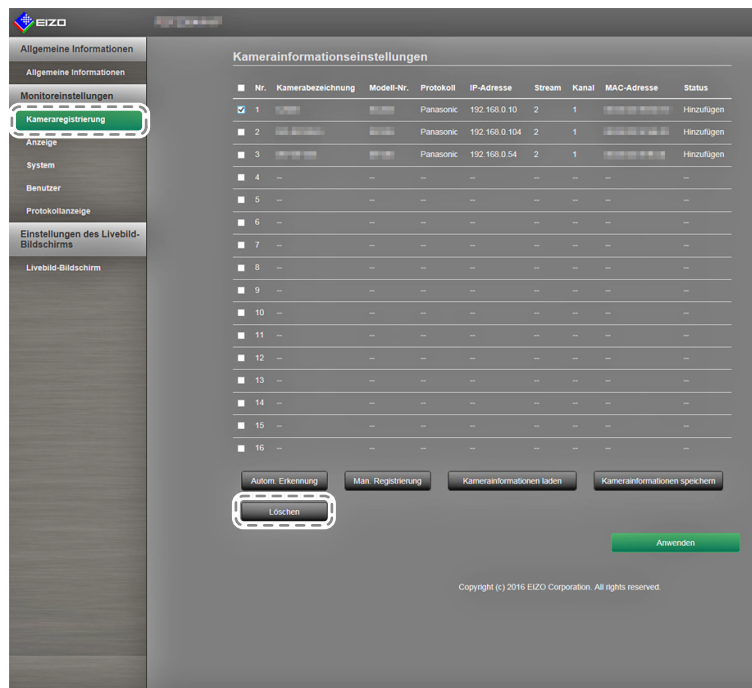 EIZO
Allgemeine Informationen
Allgemeine Informationen
Monitoreinstellungen
Kameraregistrierung
Anzeige
System
Benutzer
Protokollanzeige
Einstellungen des Livebild-
Bildschirms
Livebild-Bildschirm
Kamerainformationseinstellungen
Nr. Kamerabezeichnung Modell-Nr. Protokoll IP-Adresse Stream Kanal MAC-Adresse Status
1 Panasonic 192.168.0.10 2 1 Hinzufügen
2 Panasonic 192.168.0.104 2 1 Hinzufügen
3 Panasonic 192.168.0.54 2 1 Hinzufügen
4 -- -- -- -- -- -- -- --
5 -- -- -- -- -- -- -- --
6 -- -- -- -- -- -- -- --
7 -- -- -- -- -- -- -- --
8 -- -- -- -- -- -- -- --
9 -- -- -- -- -- -- -- --
10 -- -- -- -- -- -- -- --
11 -- -- -- -- -- -- -- --
12 -- -- -- -- -- -- -- --
13 -- -- -- -- -- -- -- --
14 -- -- -- -- -- -- -- --
15 -- -- -- -- -- -- -- --
16 -- -- -- -- -- -- -- --
Autom. Erkennung Man. Registrierung Kamerainformationen laden Kamerainformationen speichern
Löschen
Anwenden
Copyright (c) 2016 EIZO Corporation. All rights reserved.